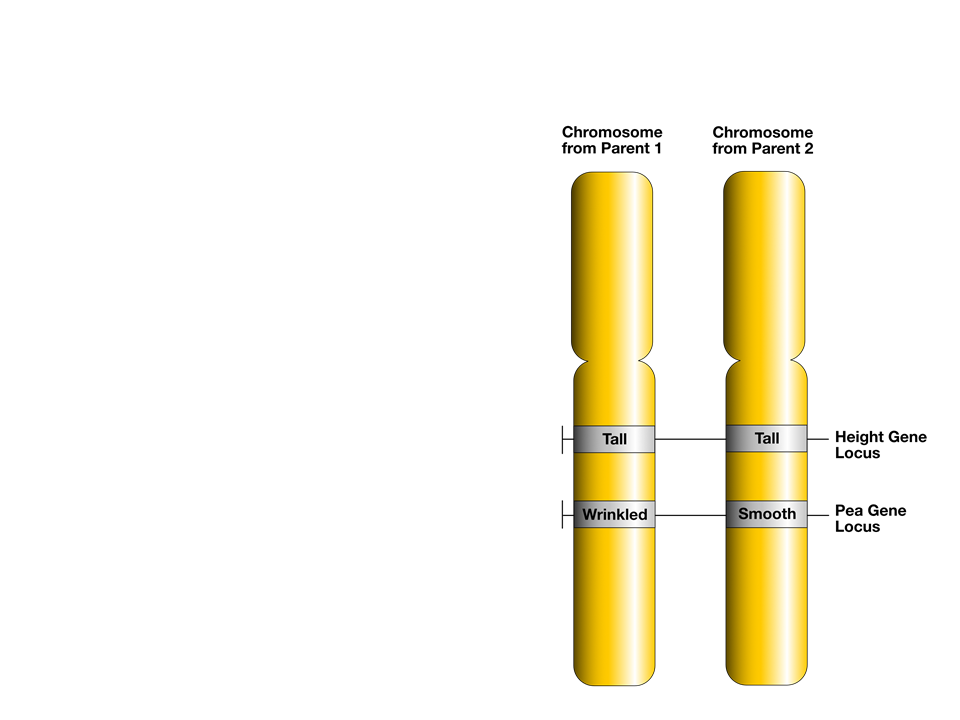 Chromosome
from Parent 1
Chromosome
from Parent 2
Tall
Tall
Height Gene
Locus
Wrinkled
Smooth
Pea Gene
Locus